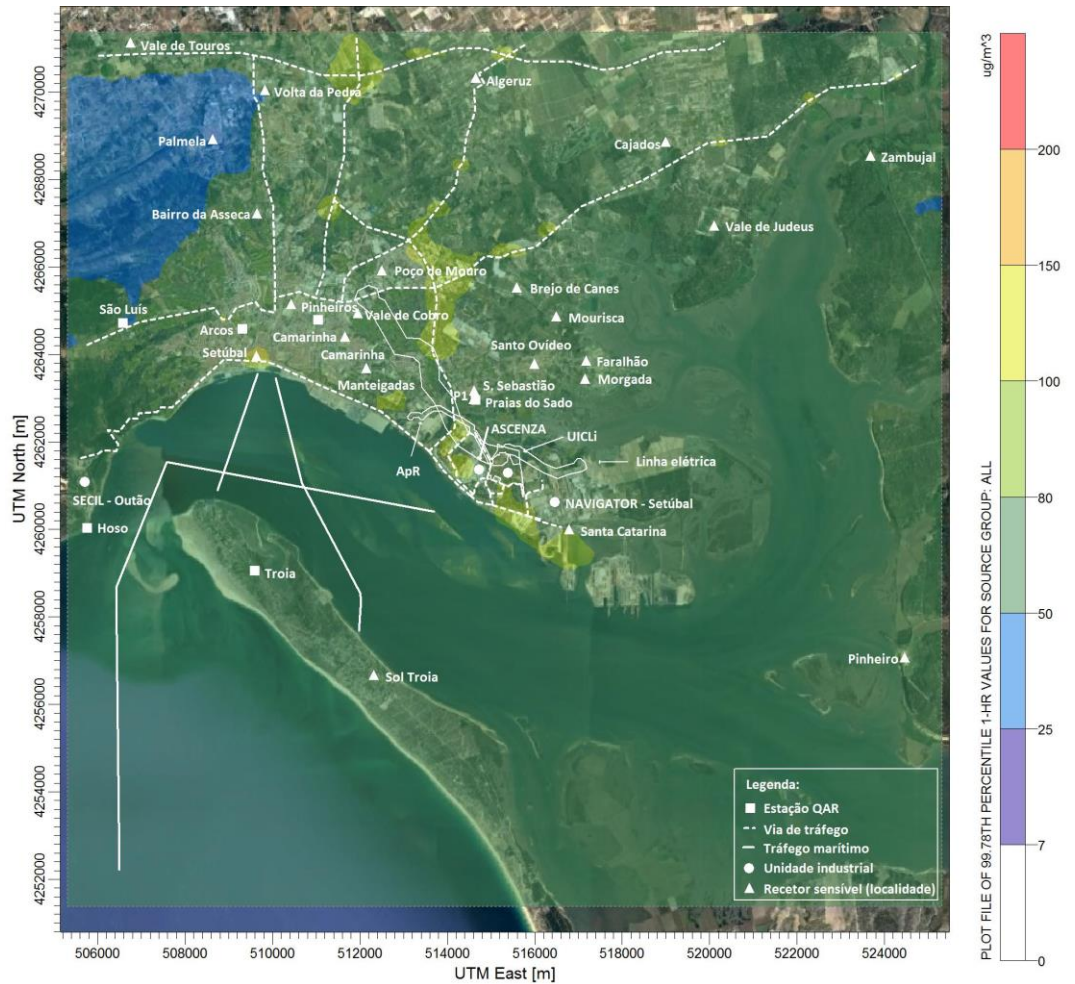 ug/m^3
Vale de Touros
4270000
Volta da Pedra
Algeruz
Palmela
Cajados
Zambujal
200
4268000
Bairro da Asseca
Vale de Judeus
150
4266000
Poço de Mouro
Brejo de Canes
São Luís
Pinheiros
Vale de Cobro
Mourisca
Arcos
Camarinha
Santo Ovídeo
100
4264000
Setúbal
Camarinha
Faralhão
Manteigadas
S. Sebastião
Morgada
P1
Praias do Sado
80
4262000
ASCENZA
UICLi
ApR
Linha elétrica
UTM North [m]
SECIL - Outão
NAVIGATOR - Setúbal
4260000
Hoso
Santa Catarina
Troia
50
4258000
Pinheiro
Sol Troia
4256000
25
4254000
Legenda:
Estação QAR
Via de tráfego
Tráfego marítimo
Unidade industrial
Recetor sensível (localidade)
7
4252000
0
506000 508000 510000 512000 514000 516000 518000 520000 522000 524000
UTM East [m]
PLOT FILE OF 99.78TH PERCENTILE 1-HR VALUES FOR SOURCE GROUP: ALL